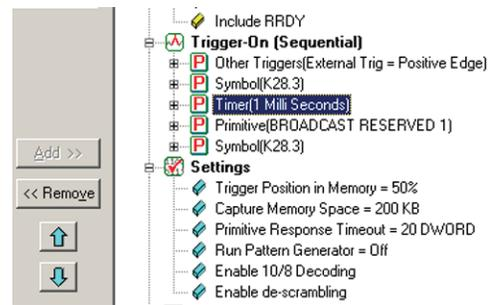 Include RRDY
Trigger-On (Sequential)
P Other Triggers(External Trig = Positive Edge)
P Symbol(K28.3)
P Timer(1 Milli Seconds)
P Primitive(BROADCAST RESERVED 1)
P Symbol(K28.3)
Settings
Trigger Position in Memory = 50%
Capture Memory Space = 200 KB
Primitive Response Timeout = 20 DWORD
Run Pattern Generator = Off
Enable 10/8 Decoding
Enable de-scrambling
Add >>
<< Remove